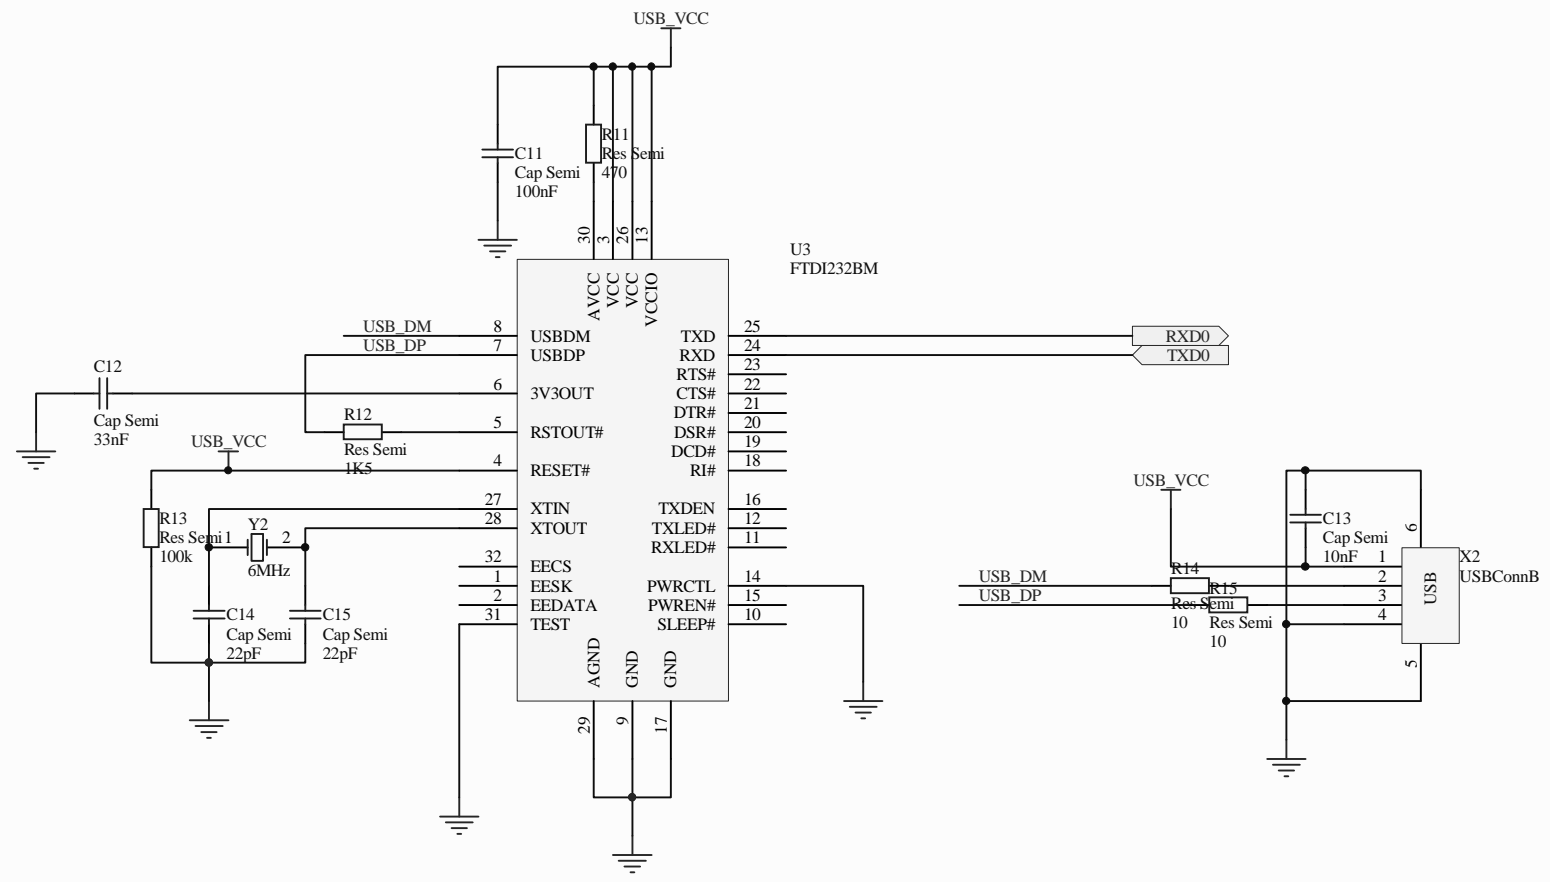 USB_VCC
C11
Cap Semi
100nF
R11
Res Semi
470
30
3
26
13
U3
FTDI232BM
AVCC
VCC
VCC
VCCIO
USB_DM
8
USBDM
TXD
25
RXD0
USB_DP
7
USBDP
RXD
24
TXD0
RTS#
23
C12
Cap Semi
33nF
6
3V3OUT
CTS#
22
DTR#
21
R12
Res Semi
1K5
5
RSTOUT#
DSR#
20
DCD#
19
USB_VCC
4
RESET#
RI#
18
27
XTIN
TXDEN
16
28
XTOUT
TXLED#
12
RXLED#
11
R13
Res Semi
100k
1
Y2
2
6MHz
32
EECS
1
EESK
PWRCTL
14
2
EEDATA
PWREN#
15
31
TEST
SLEEP#
10
C14
Cap Semi
22pF
C15
Cap Semi
22pF
AGND
GND
GND
29
9
17
USB_VCC
C13
Cap Semi
10nF
6
1
X2
USBConnB
USB_DM
R14
Res Semi
10
2
USB_DP
R15
Res Semi
10
3
4
USB
5